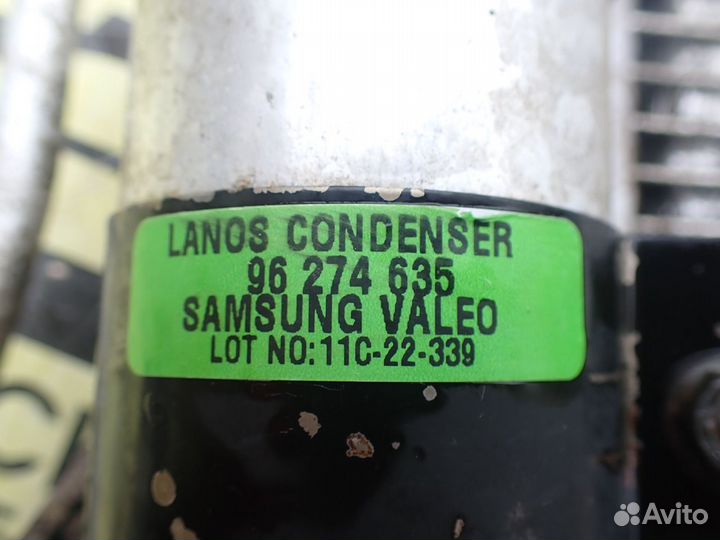 LANOS CONDENSER
96 274 635
SAMSUNG VALEO
LOT NO:11C-22-339
Avito